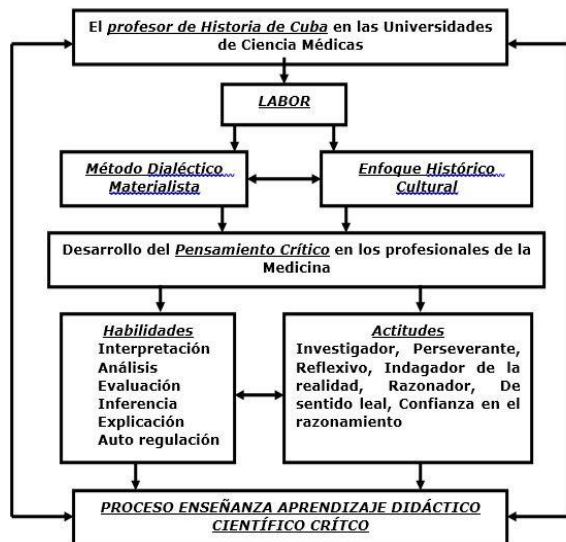 El profesor de Historia de Cuba en las Universidades
de Ciencia Médicas
LABOR
Método Dialéctico
Materialista
Enfoque Histórico
Cultural
Desarrollo del Pensamiento Crítico en los profesionales de la
Medicina
Habilidades
Interpretación
Análisis
Evaluación
Inferencia
Explicación
Auto regulación
Actitudes
Investigador, Perseverante,
Reflexivo, Indagador de la
realidad, Razonador, De
sentido leal, Confianza en el
razonamiento
PROCESO ENSEÑANZA APRENDIZAJE DIDÁCTICO
CIENTÍFICO CRÍTCO